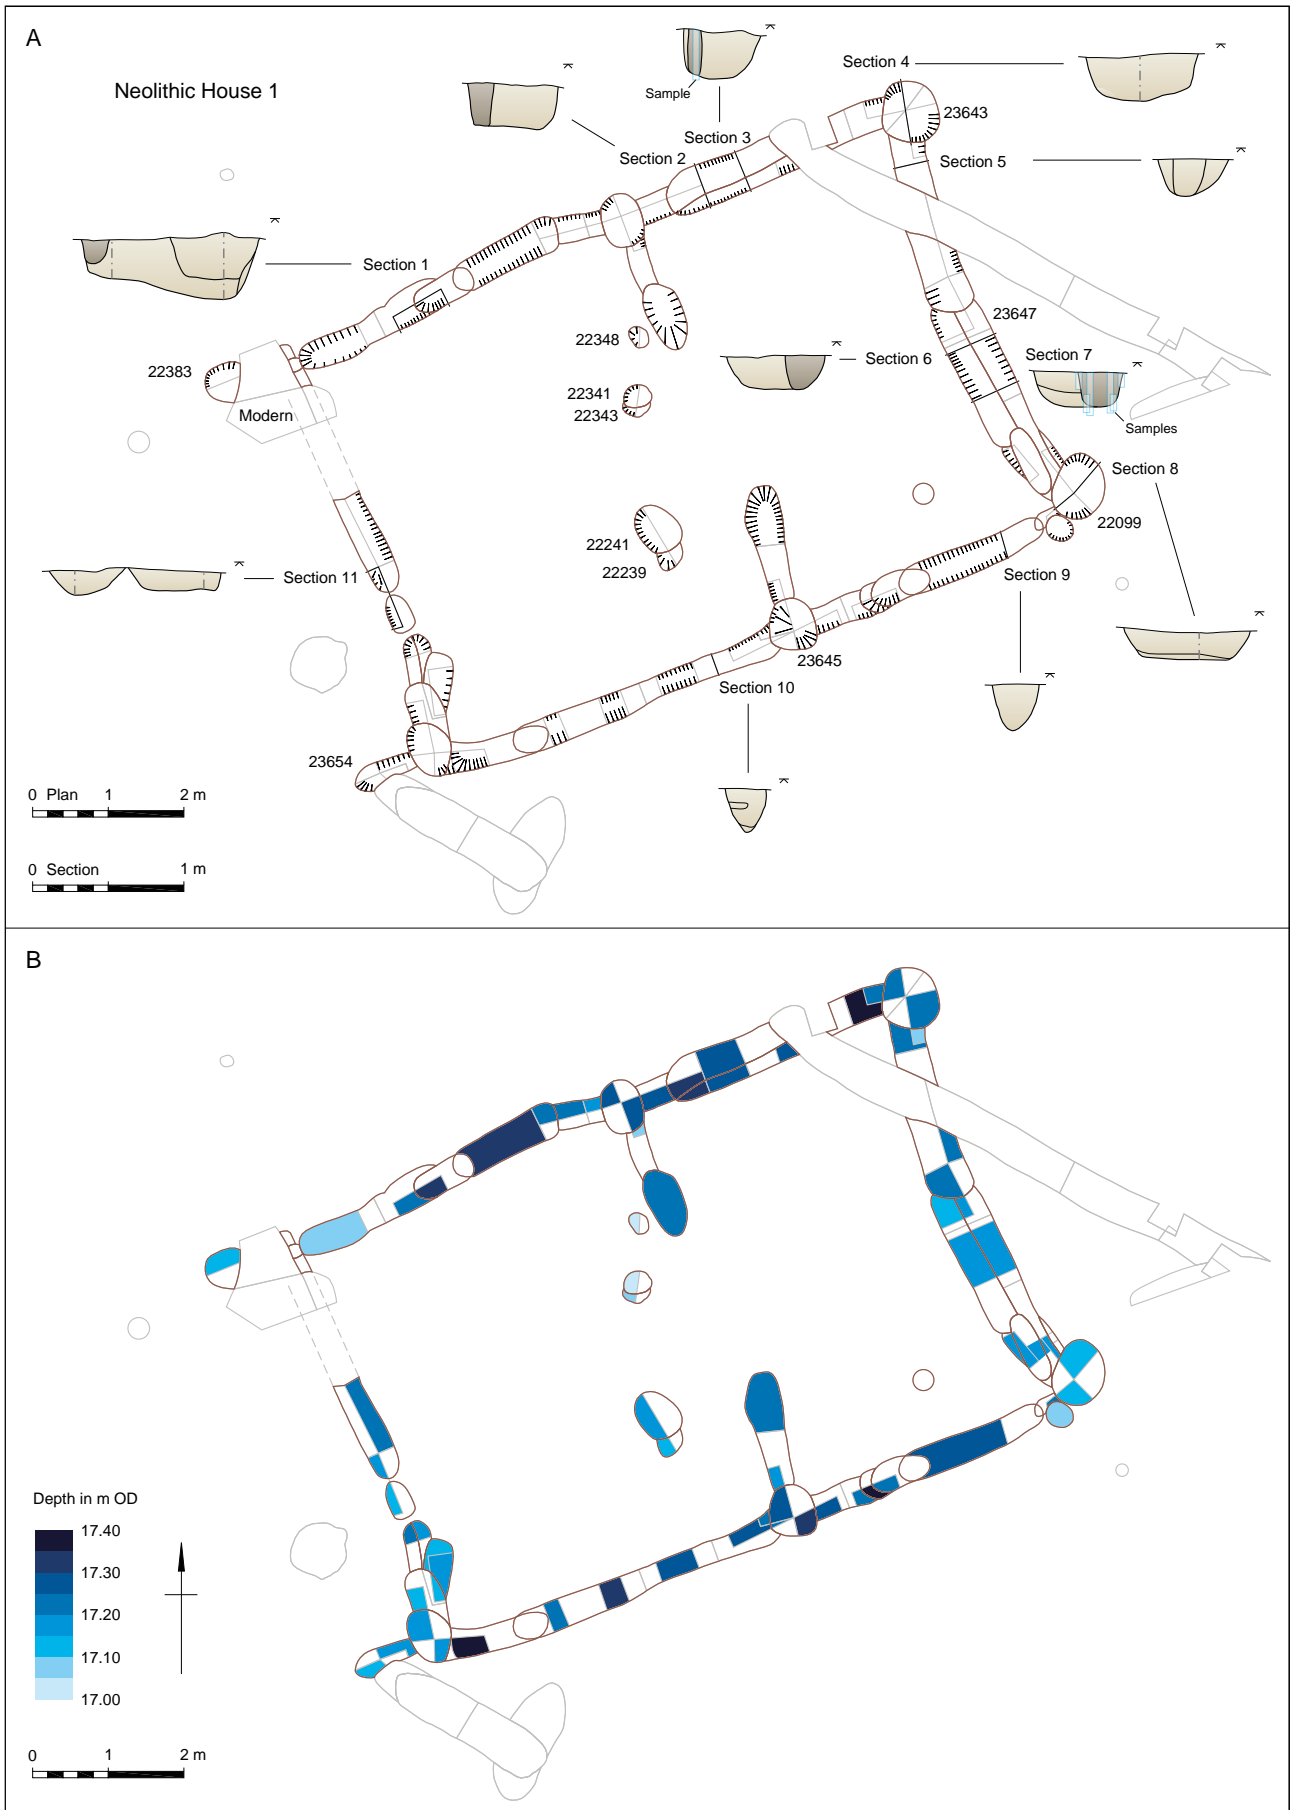 A
Neolithic House 1
Sample
Section 4
23643
Section 3
Section 2
Section 5
Section 1
23647
22348
22383
Section 6
Section 7
22341
22343
Modern
Samples
Section 8
22099
22241
22239
Section 11
Section 9
23645
Section 10
23654
0 Plan 1 2 m
0 Section 1 m
B
Depth in m OD
17.40
17.30
17.20
17.10
17.00
0 1 2 m